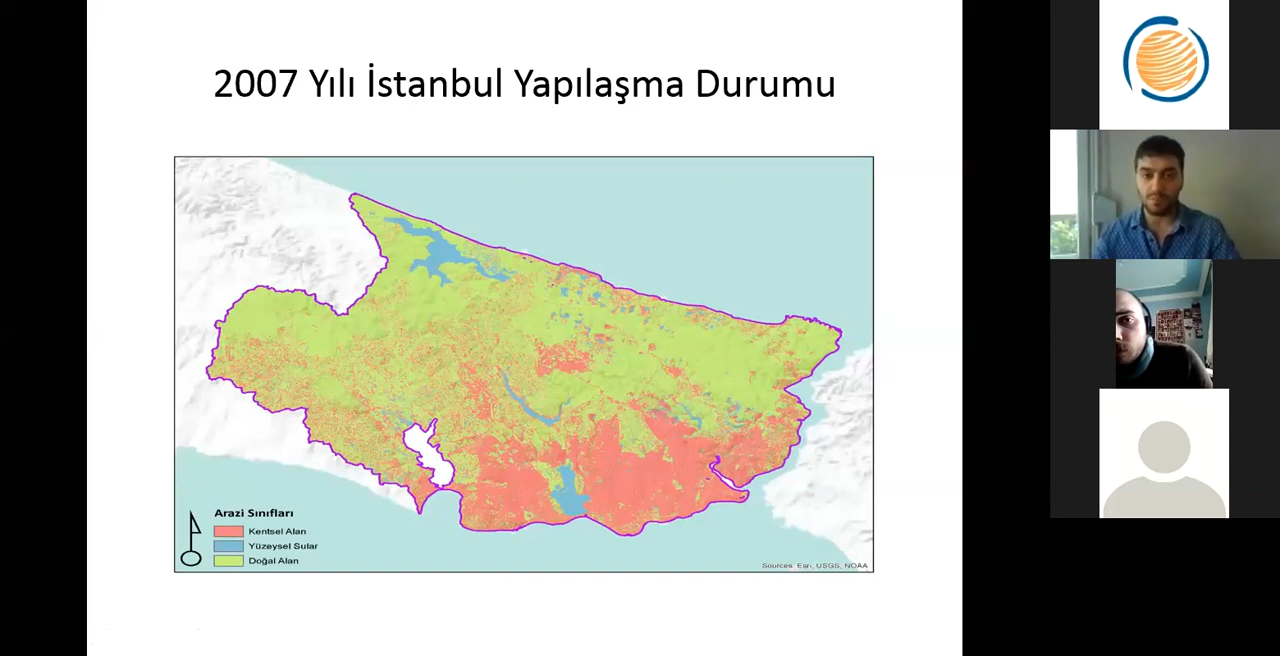 2007 Yılı İstanbul Yapılaşma Durumu
Arazi Sınıfları
Kentsel Alan
Yüzeysel Sular
Doğal Alan
Sources: Esri, USGS, NOAA